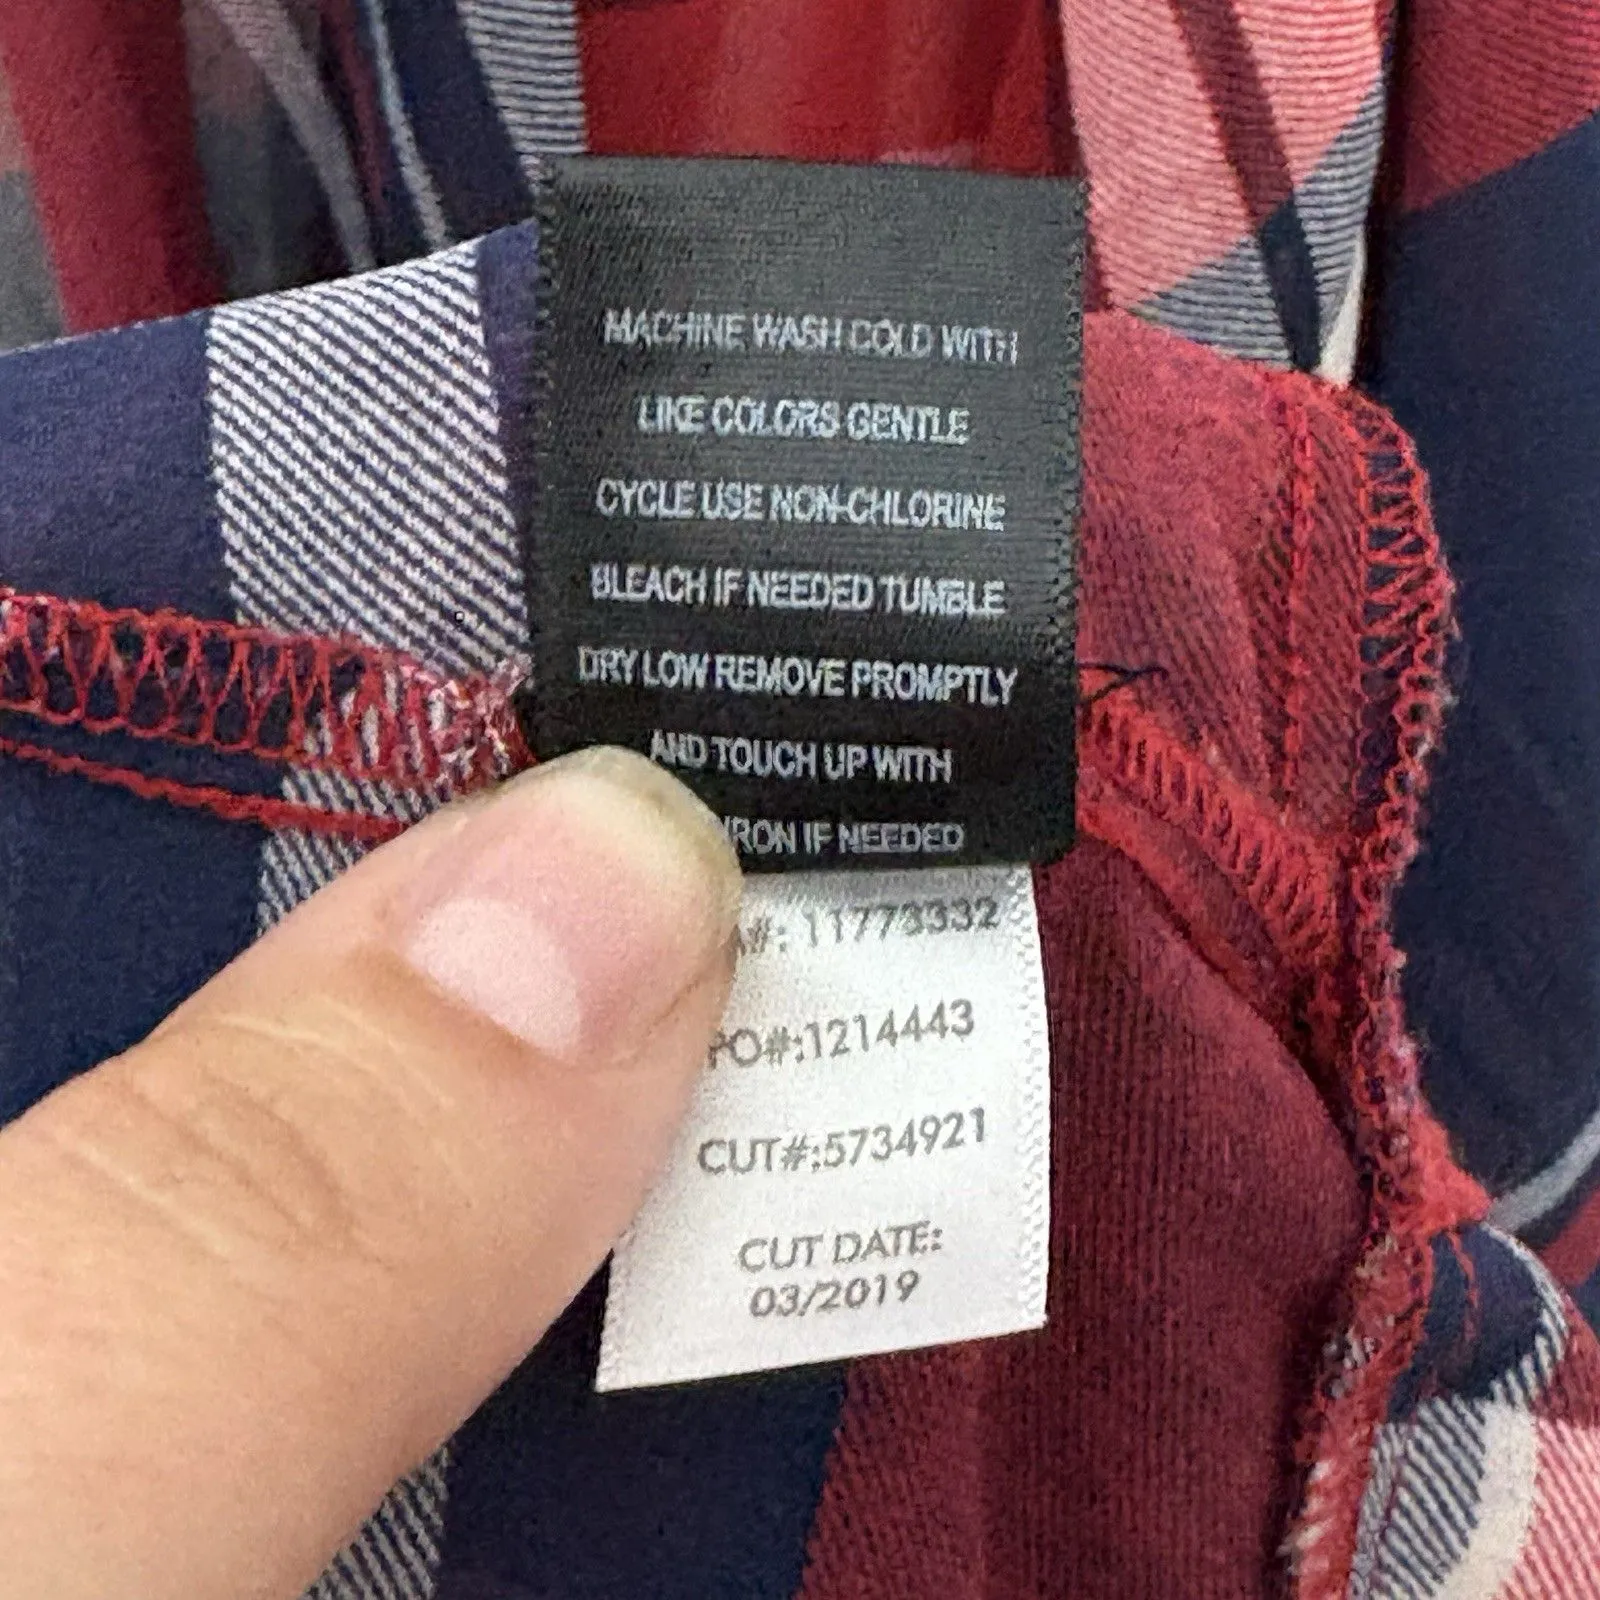 MACHINE WASH COLD WITH
LIKE COLORS GENTLE
CYCLE USE NON-CHLORINE
BLEACH IF NEEDED TUMBLE
DRY LOW REMOVE PROMPTLY
AND TOUCH UP WITH
IRON IF NEEDED
#: 11773332
PO#:1214443
CUT#:5734921
CUT DATE:
03/2019